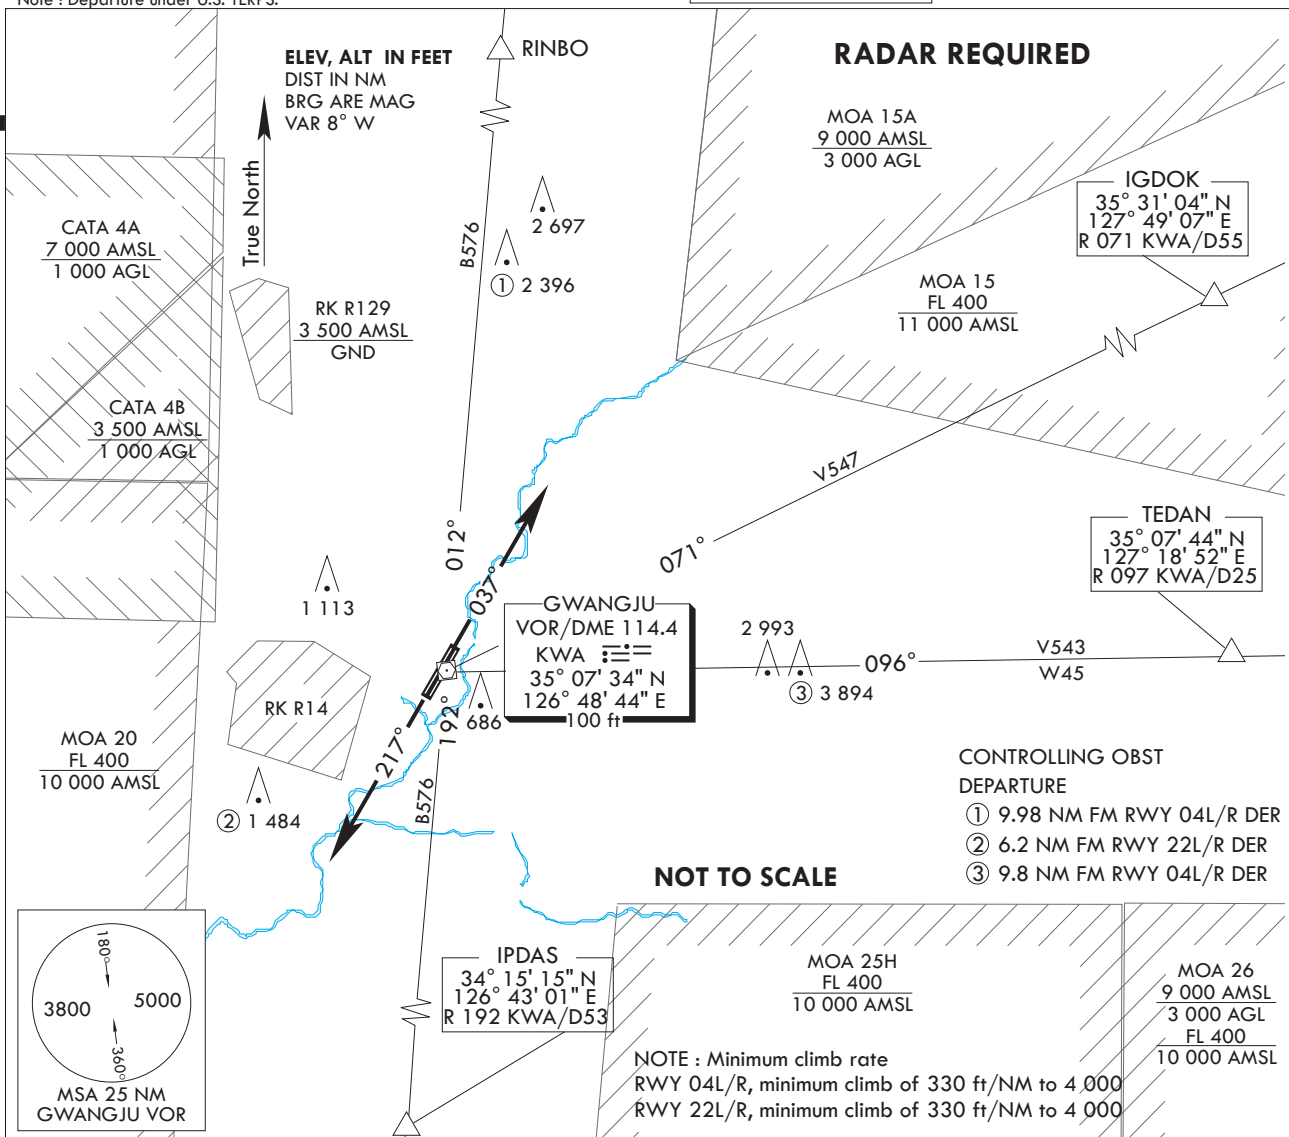 Note : Departure under U.S. TERPS.
ELEV, ALT IN FEET
DIST IN NM
BRG ARE MAG
VAR 8° W
True North
RINBO
RADAR REQUIRED
MOA 15A
9 000 AMSL
3 000 AGL
IGDOK
35° 31' 04" N
127° 49' 07" E
R 071 KWA/D55
CATA 4A
7 000 AMSL
1 000 AGL
B576
2 697
① 2 396
MOA 15
FL 400
11 000 AMSL
RK R129
3 500 AMSL
GND
CATA 4B
3 500 AMSL
1 000 AGL
V547
012°
071°
037°
TEDAN
35° 07' 44" N
127° 18' 52" E
R 097 KWA/D25
1 113
GWANGJU
VOR/DME 114.4
KWA
35° 07' 34" N
126° 48' 44" E
100 ft
2 993
③ 3 894
096°
V543
W45
686
RK R14
192°
217°
B576
MOA 20
FL 400
10 000 AMSL
② 1 484
CONTROLLING OBST
DEPARTURE
① 9.98 NM FM RWY 04L/R DER
② 6.2 NM FM RWY 22L/R DER
③ 9.8 NM FM RWY 04L/R DER
NOT TO SCALE
180°
3800
5000
360°
MSA 25 NM
GWANGJU VOR
IPDAS
34° 15' 15" N
126° 43' 01" E
R 192 KWA/D53
MOA 25H
FL 400
10 000 AMSL
MOA 26
9 000 AMSL
3 000 AGL
FL 400
10 000 AMSL
NOTE : Minimum climb rate
RWY 04L/R, minimum climb of 330 ft/NM to 4 000
RWY 22L/R, minimum climb of 330 ft/NM to 4 000